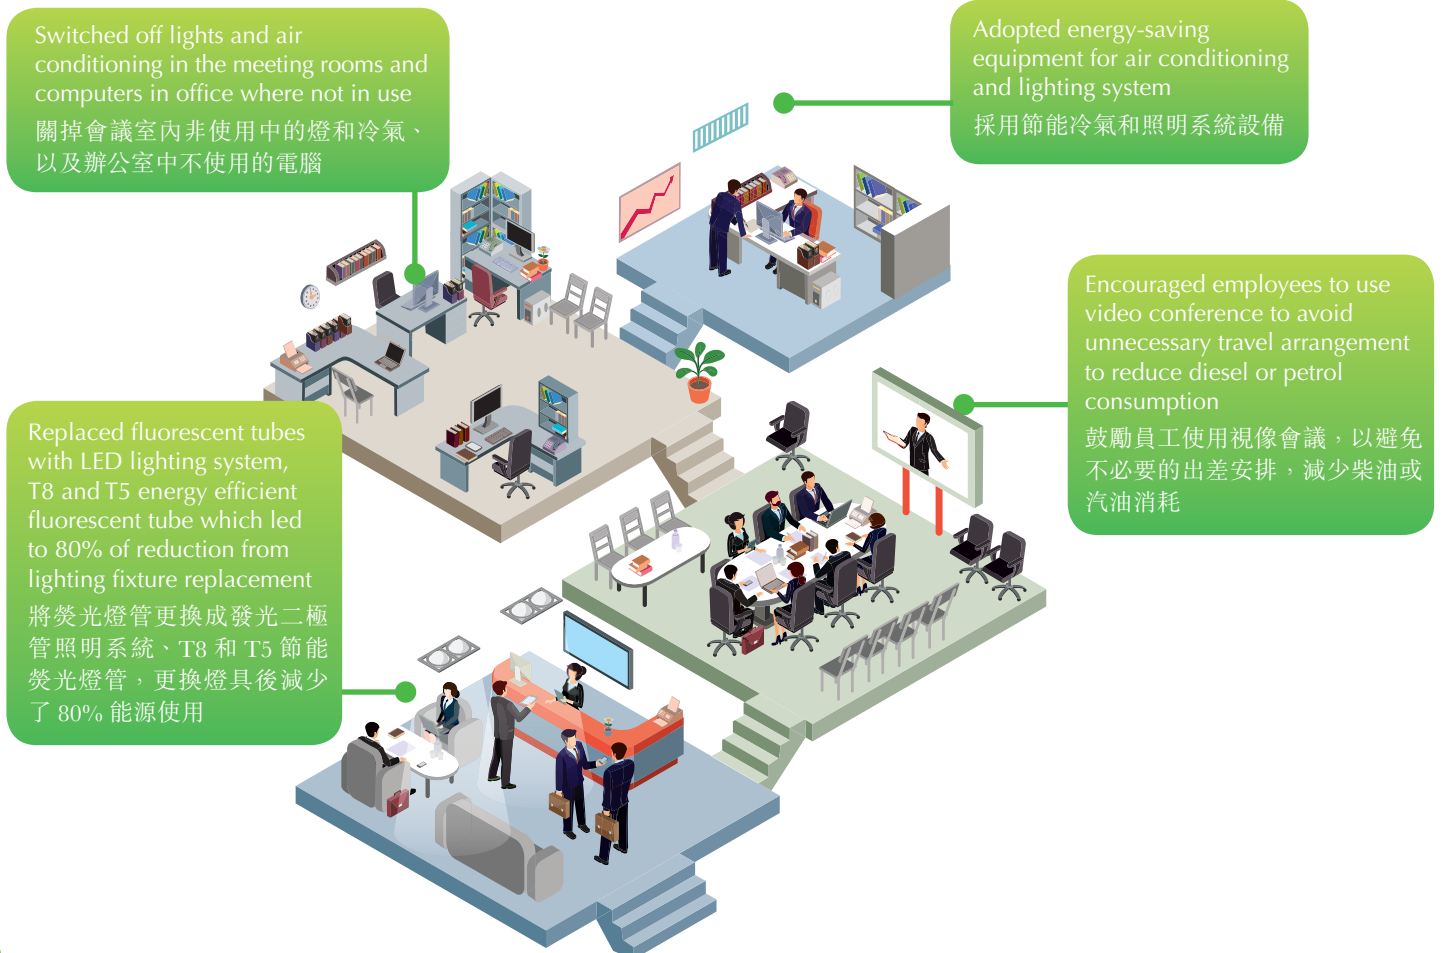 Switched off lights and air
conditioning in the meeting rooms and
computers in office where not in use
關掉會議室內非使用中的燈和冷氣、
以及辦公室中不使用的電腦
Adopted energy-saving
equipment for air conditioning
and lighting system
採用節能冷氣和照明系統設備
Encouraged employees to use
video conference to avoid
unnecessary travel arrangement
to reduce diesel or petrol
consumption
鼓勵員工使用視像會議，以避免
不必要的出差安排，減少柴油或
汽油消耗
Replaced fluorescent tubes
with LED lighting system,
T8 and T5 energy efficient
fluorescent tube which led
to 80% of reduction from
lighting fixture replacement
將熒光燈管更換成發光二極
管照明系統、T8 和 T5 節能
熒光燈管，更換燈具後減少
了 80% 能源使用